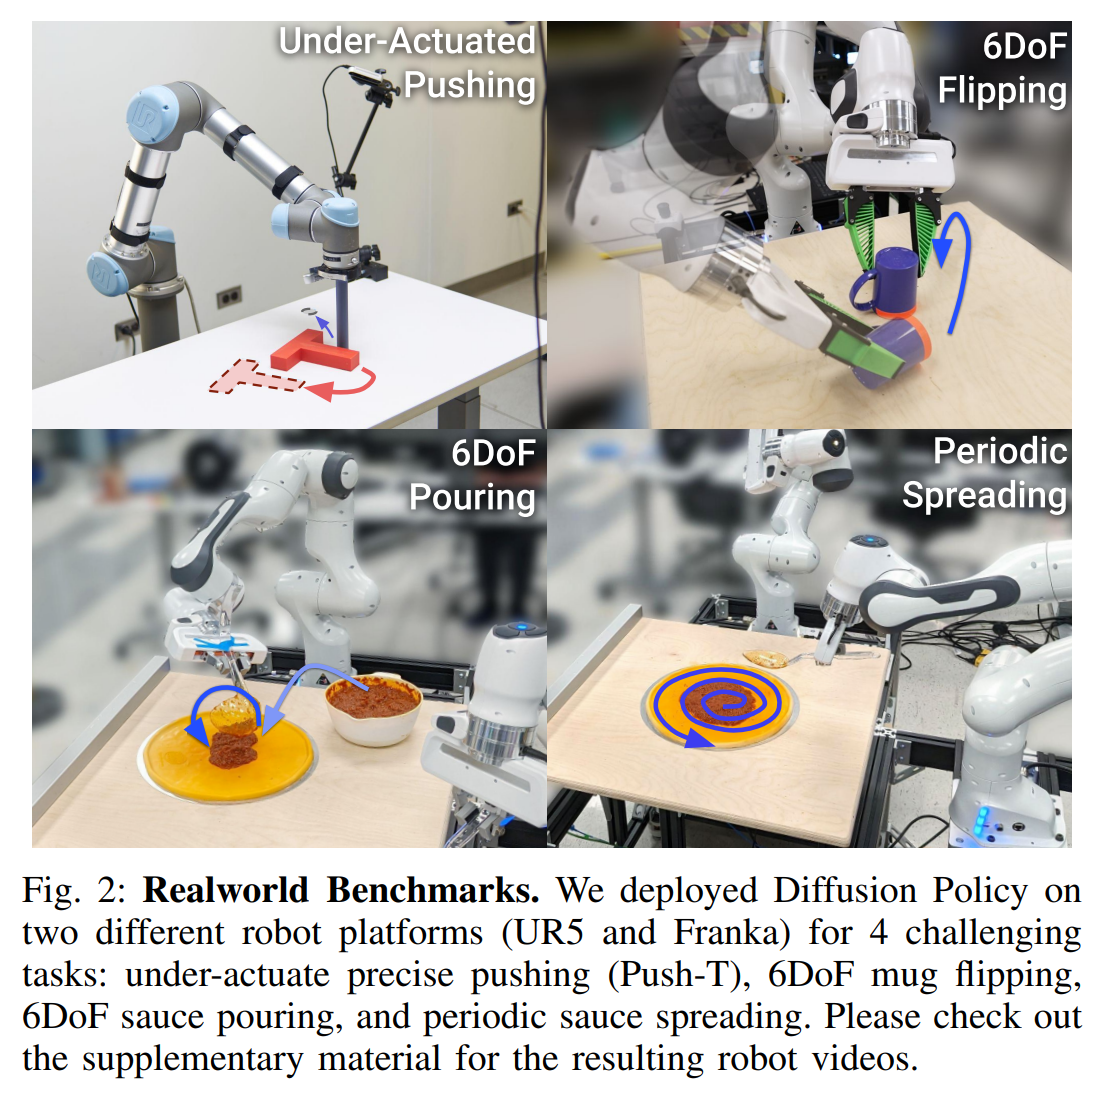 Under-Actuated
Pushing
6DoF
Flipping
6DoF
Pouring
Periodic
Spreading
Fig. 2: Realworld Benchmarks. We deployed Diffusion Policy on
two different robot platforms (UR5 and Franka) for 4 challenging
tasks: under-actuate precise pushing (Push-T), 6DoF mug flipping,
6DoF sauce pouring, and periodic sauce spreading. Please check out
the supplementary material for the resulting robot videos.